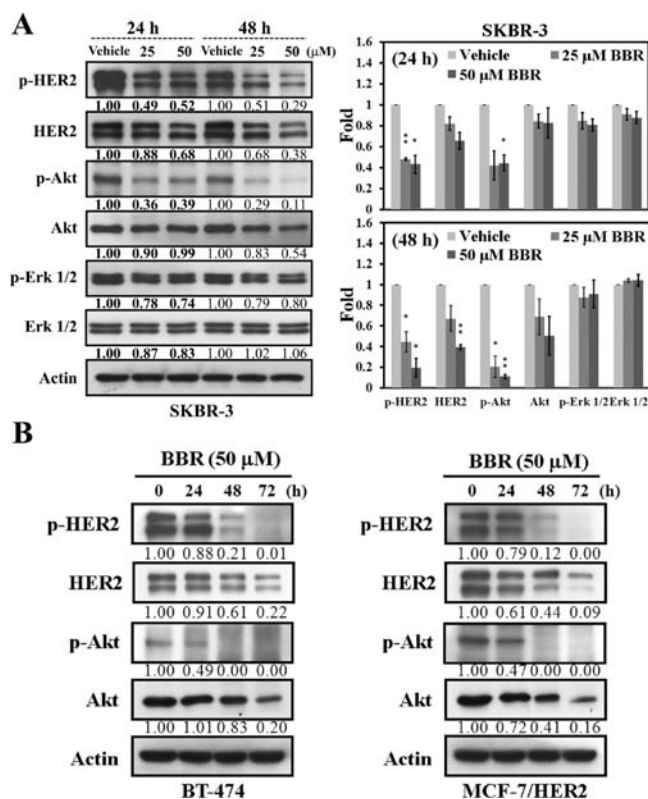 A
24 h 48 h
Vehicle 25 50 Vehicle 25 50 (μM)
p-HER2
1.00 0.49 0.52 1.00 0.51 0.29
HER2
1.00 0.88 0.68 1.00 0.68 0.38
p-Akt
1.00 0.36 0.39 1.00 0.29 0.11
Akt
1.00 0.90 0.99 1.00 0.83 0.54
p-Erk 1/2
1.00 0.78 0.74 1.00 0.79 0.80
Erk 1/2
1.00 0.87 0.83 1.00 1.02 1.06
Actin
SKBR-3
SKBR-3
(24 h) Vehicle 25 μM BBR
50 μM BBR
Fold
1.6
1.4
1.2
1
0.8
0.6
0.4
0.2
0
** * *
(48 h) Vehicle 25 μM BBR
50 μM BBR
Fold
1.6
1.4
1.2
1
0.8
0.6
0.4
0.2
0
* * ** * **
p-HER2 HER2 p-Akt Akt p-Erk 1/2 Erk 1/2
B
BBR (50 μM)
0 24 48 72 (h)
p-HER2
1.00 0.88 0.21 0.01
HER2
1.00 0.91 0.61 0.22
p-Akt
1.00 0.49 0.00 0.00
Akt
1.00 1.01 0.83 0.20
Actin
BT-474
BBR (50 μM)
0 24 48 72 (h)
p-HER2
1.00 0.79 0.12 0.00
HER2
1.00 0.61 0.44 0.09
p-Akt
1.00 0.47 0.00 0.00
Akt
1.00 0.72 0.41 0.16
Actin
MCF-7/HER2